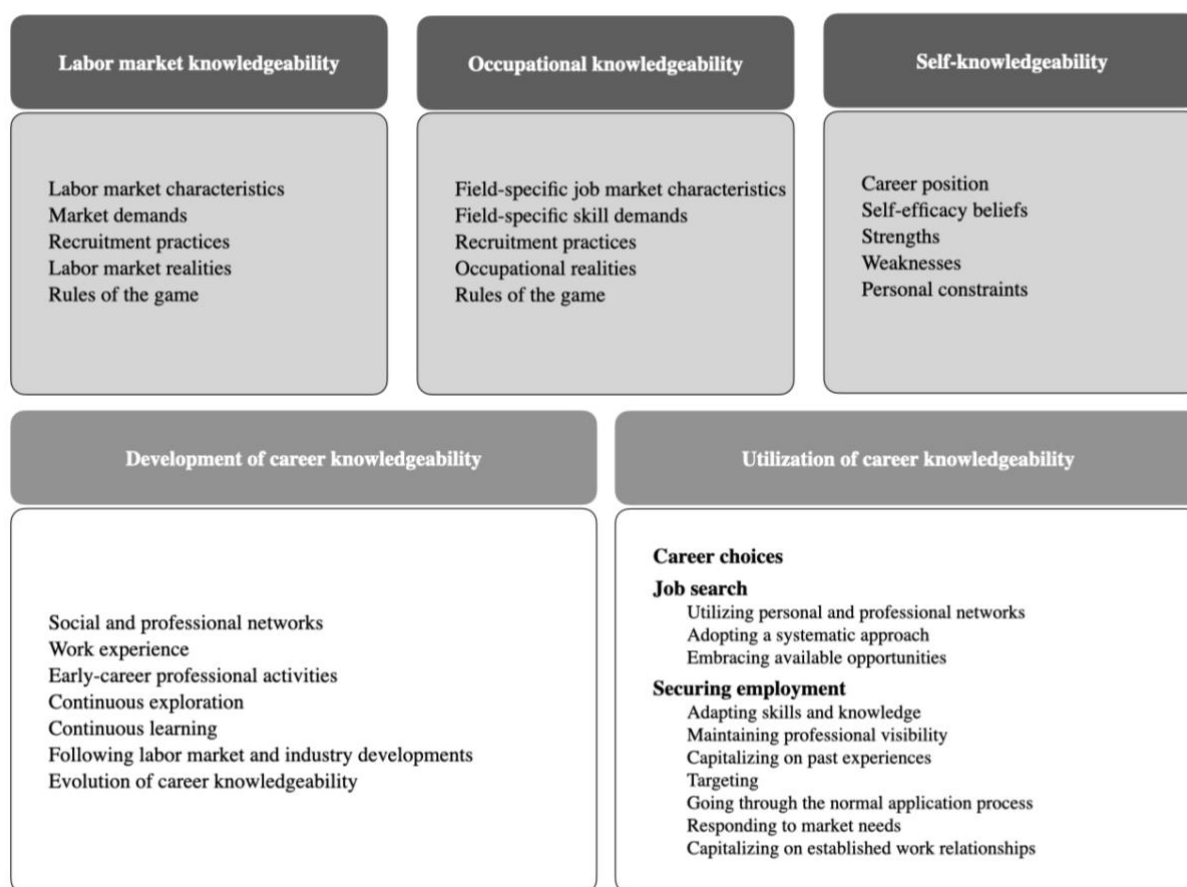 Labor market knowledgeability
Labor market characteristics
Market demands
Recruitment practices
Labor market realities
Rules of the game
Occupational knowledgeability
Field-specific job market characteristics
Field-specific skill demands
Recruitment practices
Occupational realities
Rules of the game
Self-knowledgeability
Career position
Self-efficacy beliefs
Strengths
Weaknesses
Personal constraints
Development of career knowledgeability
Social and professional networks
Work experience
Early-career professional activities
Continuous exploration
Continuous learning
Following labor market and industry developments
Evolution of career knowledgeability
Utilization of career knowledgeability
Career choices
Job search
Utilizing personal and professional networks
Adopting a systematic approach
Embracing available opportunities
Securing employment
Adapting skills and knowledge
Maintaining professional visibility
Capitalizing on past experiences
Targeting
Going through the normal application process
Responding to market needs
Capitalizing on established work relationships